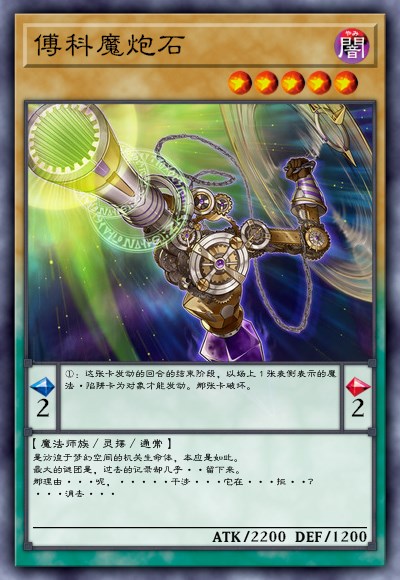 傅科魔炮石
やみ
闇
①:这张卡发动的回合的结束阶段,以场上1张表侧表示的魔
法·陷阱卡为对象才能发动。那张卡破坏。
2
2
【魔法师族/灵摆/通常】
是彷徨于梦幻空间的机关生命体,本应是如此。
最大的谜团是,过去的记录却几乎··留下来。
那理由···呢,·····干涉···它在···拒··?
···消去···
ATK/2200 DEF/1200